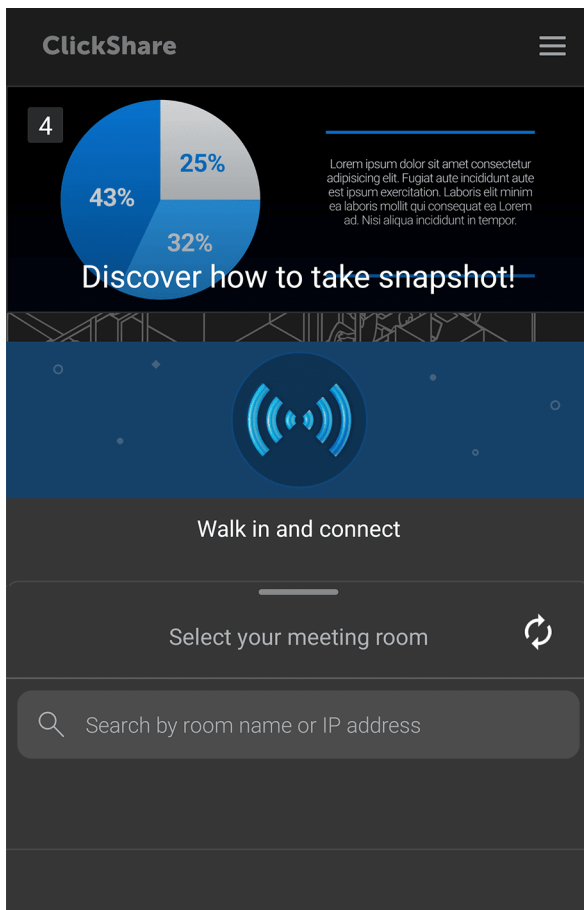 ClickShare
4
25%
43%
32%
Lorem ipsum dolor sit amet consectetur
adipisicing elit. Fugiat aute incididunt aute
est ipsum exercitation. Laboris elit minim
ea laboris mollit qui consequat ea Lorem
ad. Nisi aliqua incididunt in tempor.
Discover how to take snapshot!
Walk in and connect
Select your meeting room
Search by room name or IP address